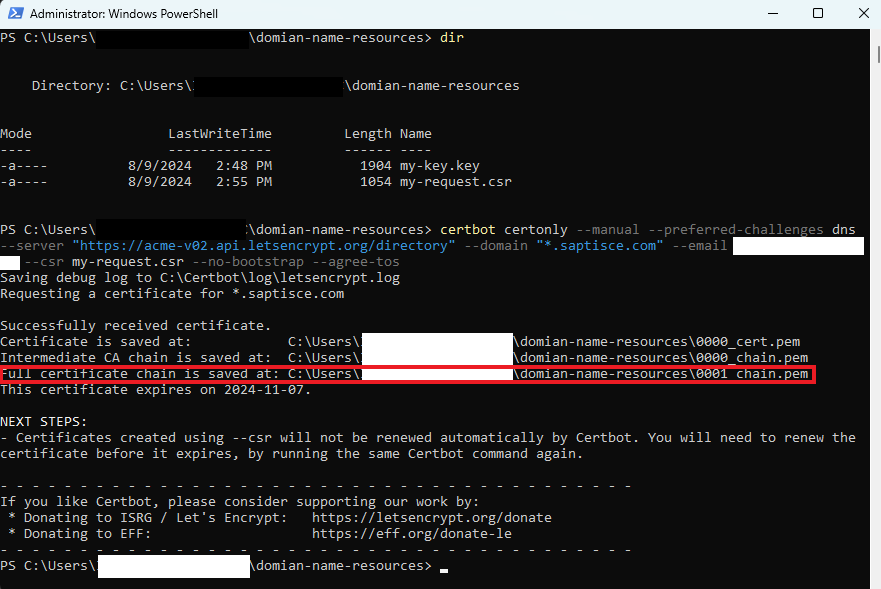 Administrator: Windows PowerShell
PS C:\Users\ \domian-name-resources> dir
Directory: C:\Users\ \domian-name-resources
Mode LastWriteTime Length Name
---- ------------- ------ ----
-a---- 8/9/2024 2:48 PM 1904 my-key.key
-a---- 8/9/2024 2:55 PM 1054 my-request.csr
PS C:\Users\ \domian-name-resources> certbot certonly --manual --preferred-challenges dns
--server "https://acme-v02.api.letsencrypt.org/directory" --domain "*.saptisce.com" --email
--csr my-request.csr --no-bootstrap --agree-tos
Saving debug log to C:\Certbot\log\letsencrypt.log
Requesting a certificate for *.saptisce.com
Successfully received certificate.
Certificate is saved at: C:\Users\ \domian-name-resources\0000_cert.pem
Intermediate CA chain is saved at: C:\Users\ \domian-name-resources\0000_chain.pem
Full certificate chain is saved at: C:\Users\ \domian-name-resources\0001_chain.pem
This certificate expires on 2024-11-07.
NEXT STEPS:
- Certificates created using --csr will not be renewed automatically by Certbot. You will need to renew the
certificate before it expires, by running the same Certbot command again.
- - - - - - - - - - - - - - - - - - - - - - - - - - - - - - - - - - - - - - - -
If you like Certbot, please consider supporting our work by:
* Donating to ISRG / Let's Encrypt: https://letsencrypt.org/donate
* Donating to EFF: https://eff.org/donate-le
- - - - - - - - - - - - - - - - - - - - - - - - - - - - - - - - - - - - - - - -
PS C:\Users\ \domian-name-resources>